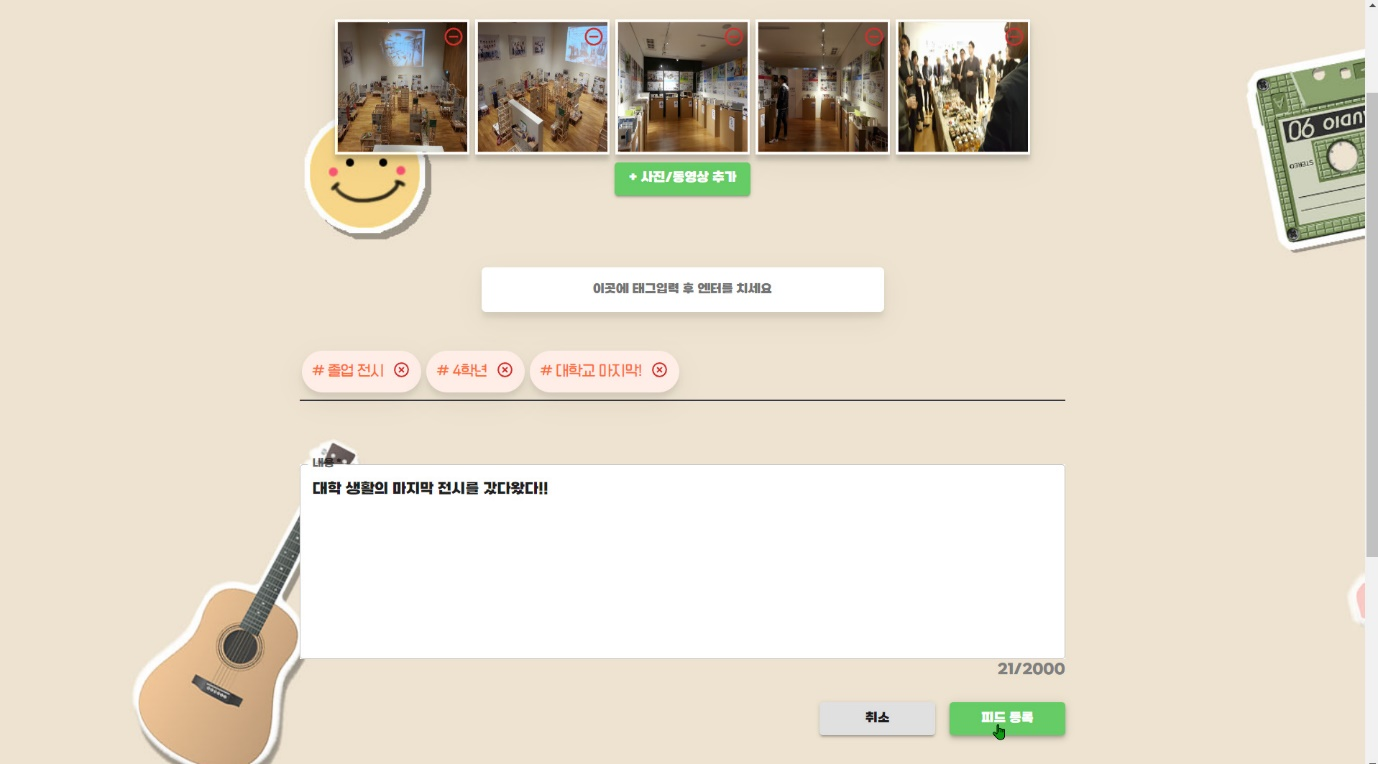 + 사진/동영상 추가
06 AUDIO
STEREO
이곳에 태그입력 후 엔터를 치세요
# 졸업 전시
# 4학년
# 대학교 마지막!
내용 *
대학 생활의 마지막 전시를 갔다왔다!!
21/2000
취소
피드 등록